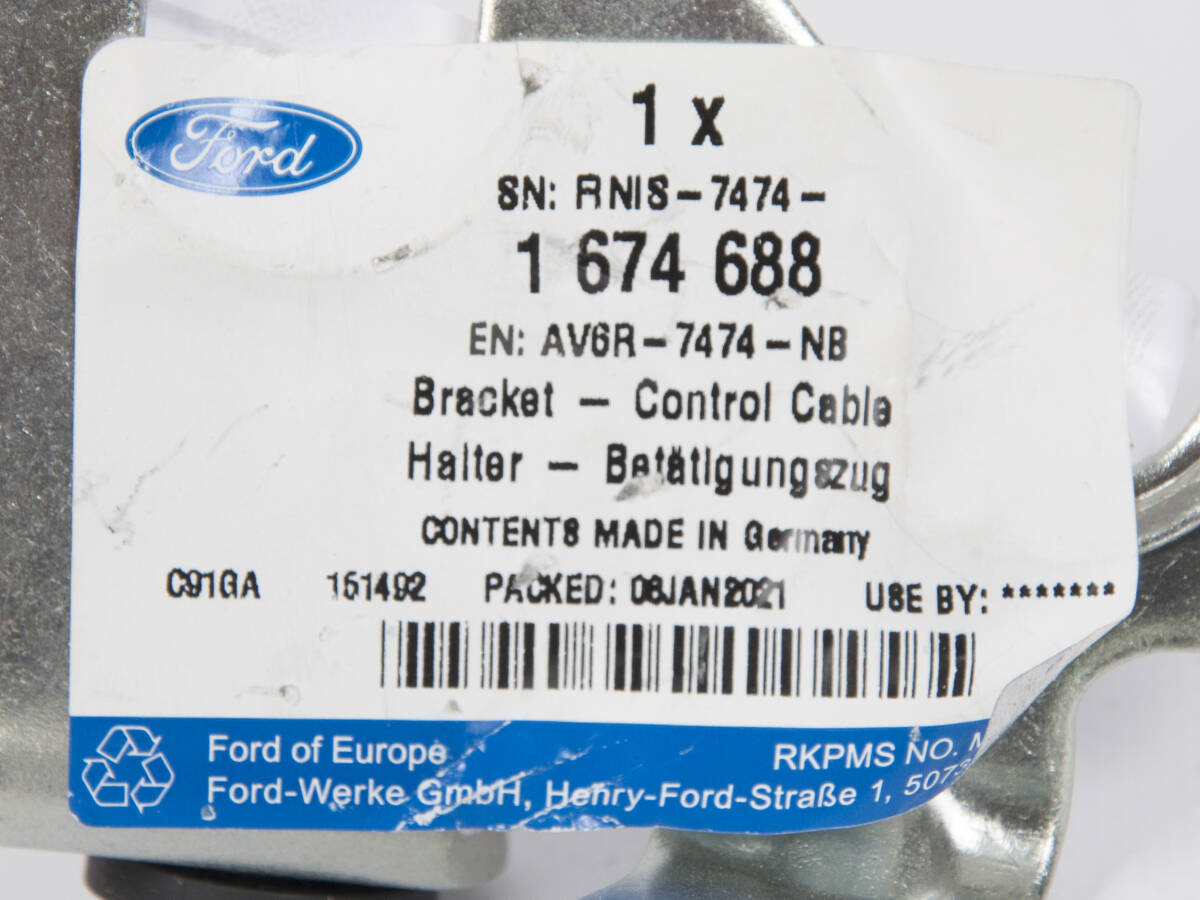 Ford
1 x
SN: RNIS-7474-
1 674 688
EN: AV6R-7474-NB
Bracket - Control Cable
Halter - Betätigungszug
CONTENTS MADE IN Germany
C91GA 151492 PACKED: 06JAN2021 USE BY: *******
Ford of Europe RKPMS NO.
Ford-Werke GmbH, Henry-Ford-Straße 1,